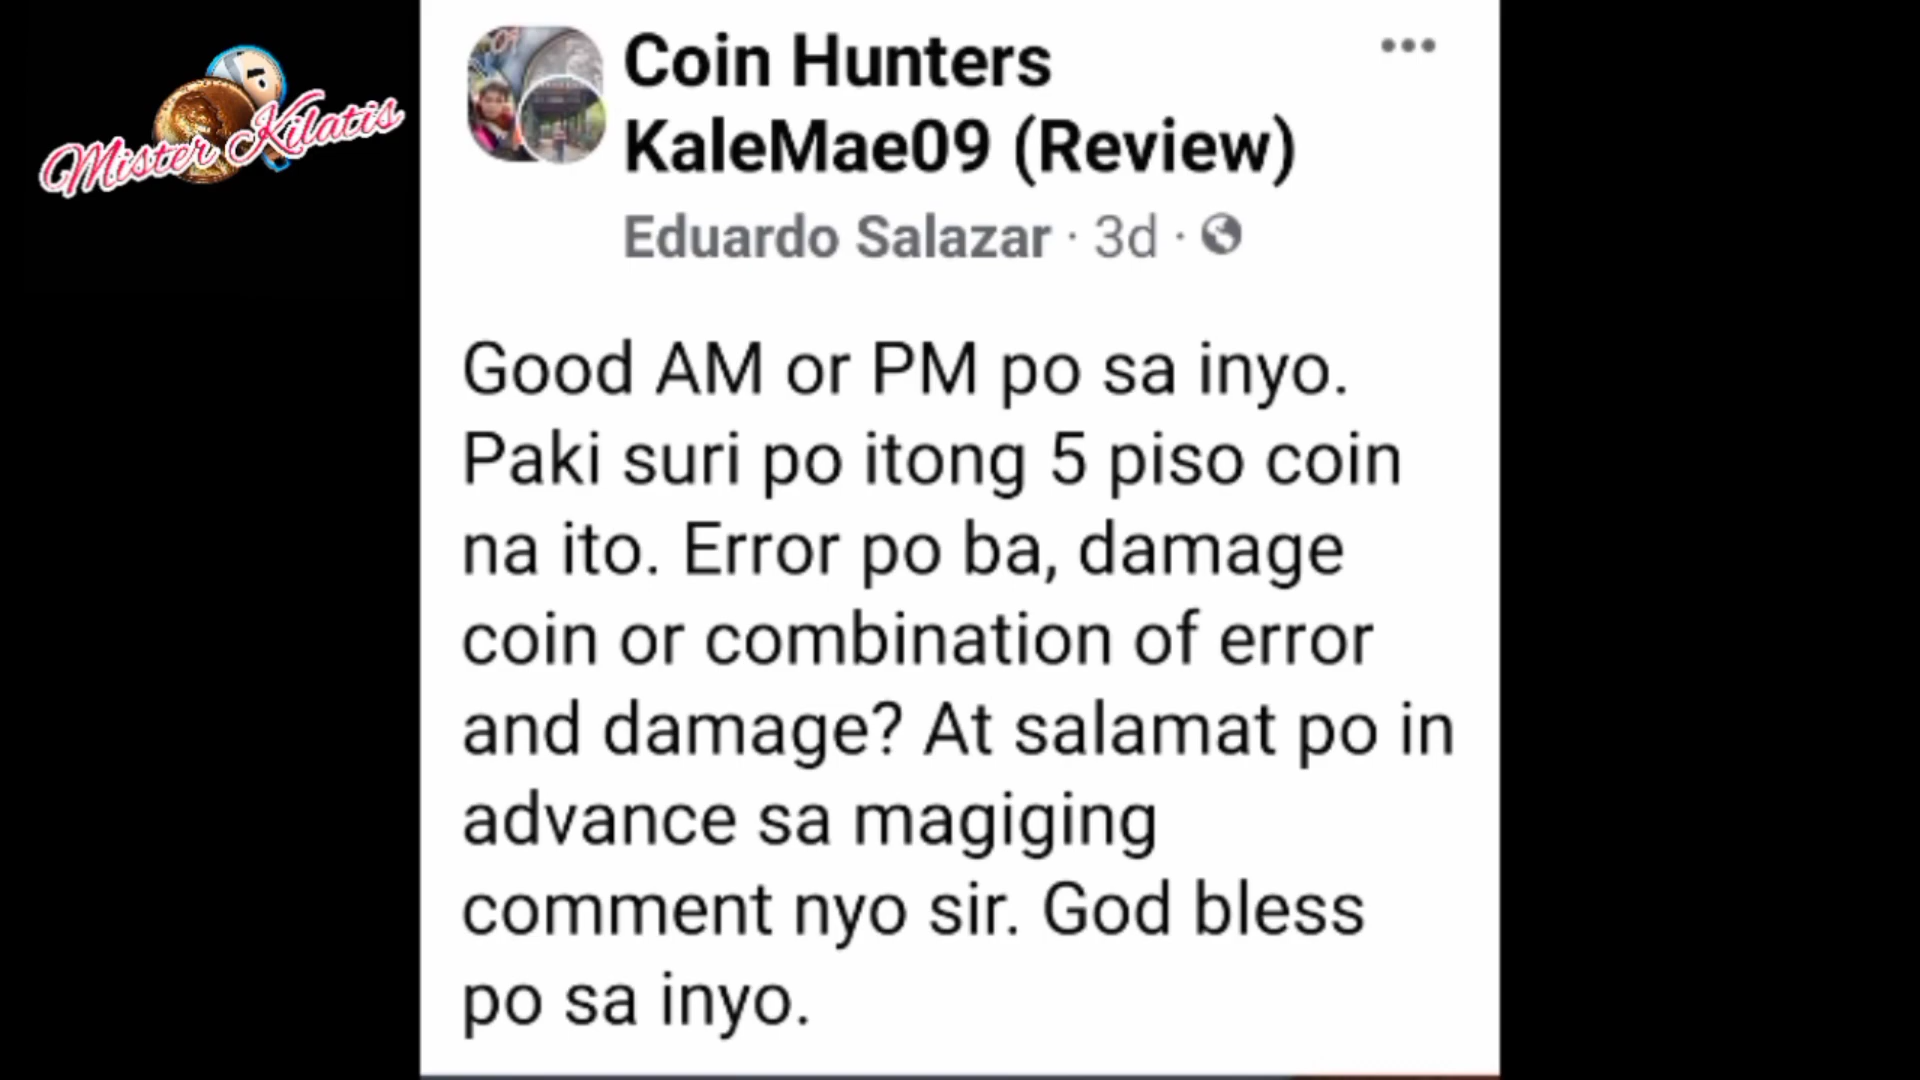 Mister Kilatis
Coin Hunters
KaleMae09 (Review)
Eduardo Salazar · 3d ·
Good AM or PM po sa inyo.
Paki suri po itong 5 piso coin
na ito. Error po ba, damage
coin or combination of error
and damage? At salamat po in
advance sa magiging
comment nyo sir. God bless
po sa inyo.